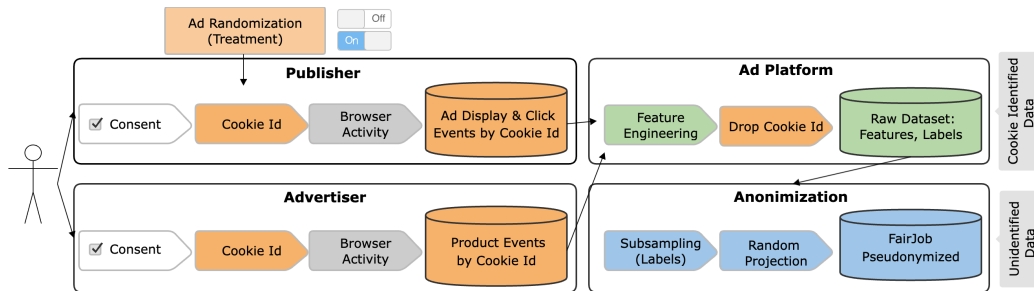 Ad Randomization
(Treatment)
Off
On
Publisher
Consent
Cookie Id
Browser
Activity
Ad Display & Click
Events by Cookie Id
Ad Platform
Feature
Engineering
Drop Cookie Id
Raw Dataset:
Features, Labels
Cookie Identified
Data
Advertiser
Consent
Cookie Id
Browser
Activity
Product Events
by Cookie Id
Anonimization
Subsampling
(Labels)
Random
Projection
FairJob
Pseudonymized
Unidentified
Data